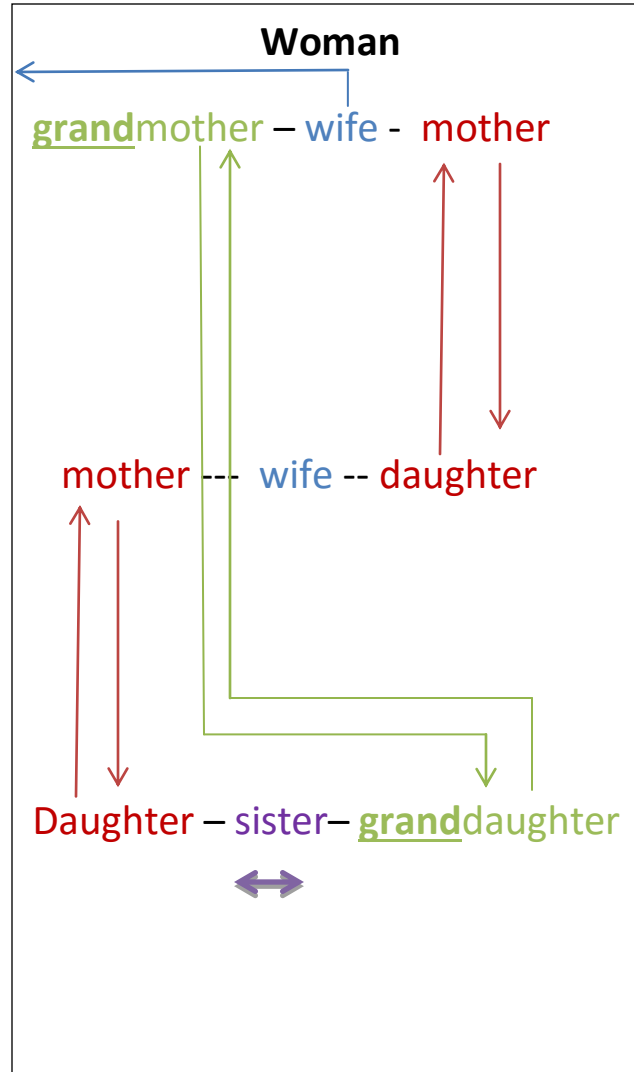 Woman
grandmother – wife - mother
mother --- wife -- daughter
Daughter – sister– granddaughter